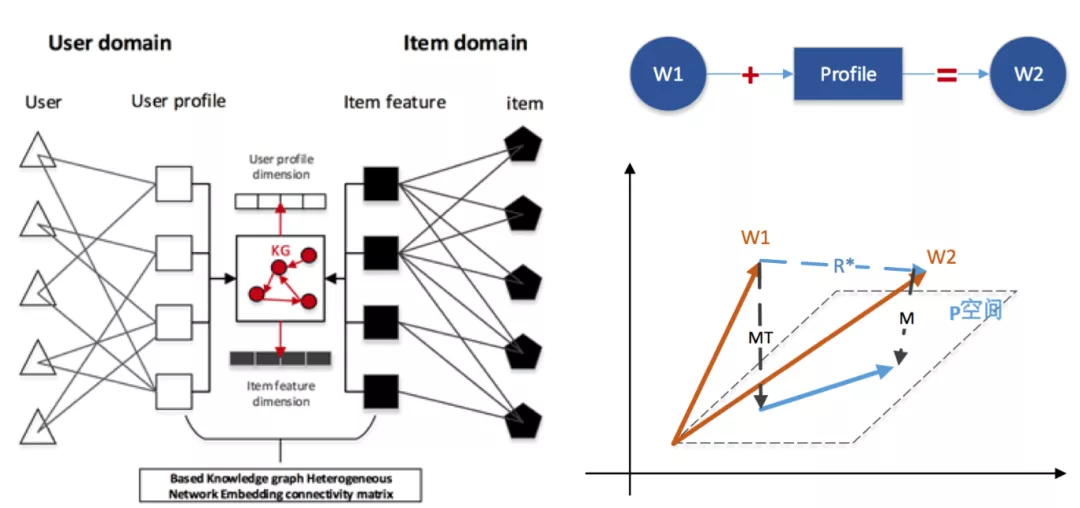 User domain
Item domain
User
User profile
Item feature
item
User profile
dimension
KG
Item feature
dimension
Based Knowledge graph Heterogeneous
Network Embedding connectivity matrix
W1
+
Profile
=
W2
W1
R*
W2
P空间
M
MT